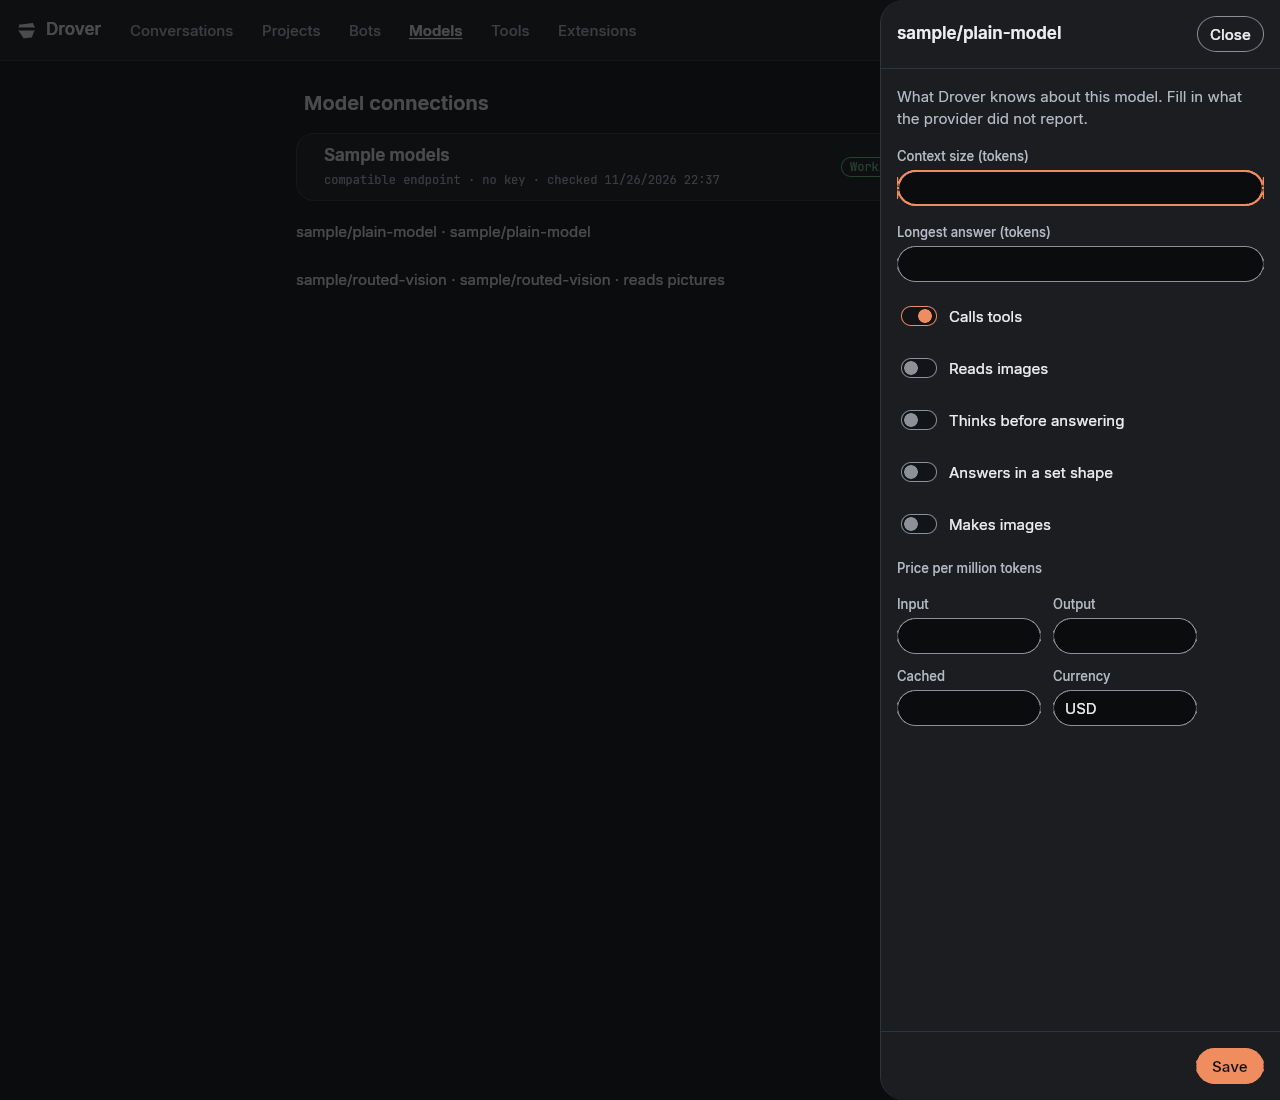 Drover
Conversations
Projects
Bots
Models
Tools
Extensions
Model connections
Sample models
compatible endpoint · no key · checked 11/26/2026 22:37
Work
sample/plain-model · sample/plain-model
sample/routed-vision · sample/routed-vision · reads pictures
sample/plain-model
Close
What Drover knows about this model. Fill in what
the provider did not report.
Context size (tokens)
Longest answer (tokens)
Calls tools
Reads images
Thinks before answering
Answers in a set shape
Makes images
Price per million tokens
Input
Output
Cached
Currency
USD
Save